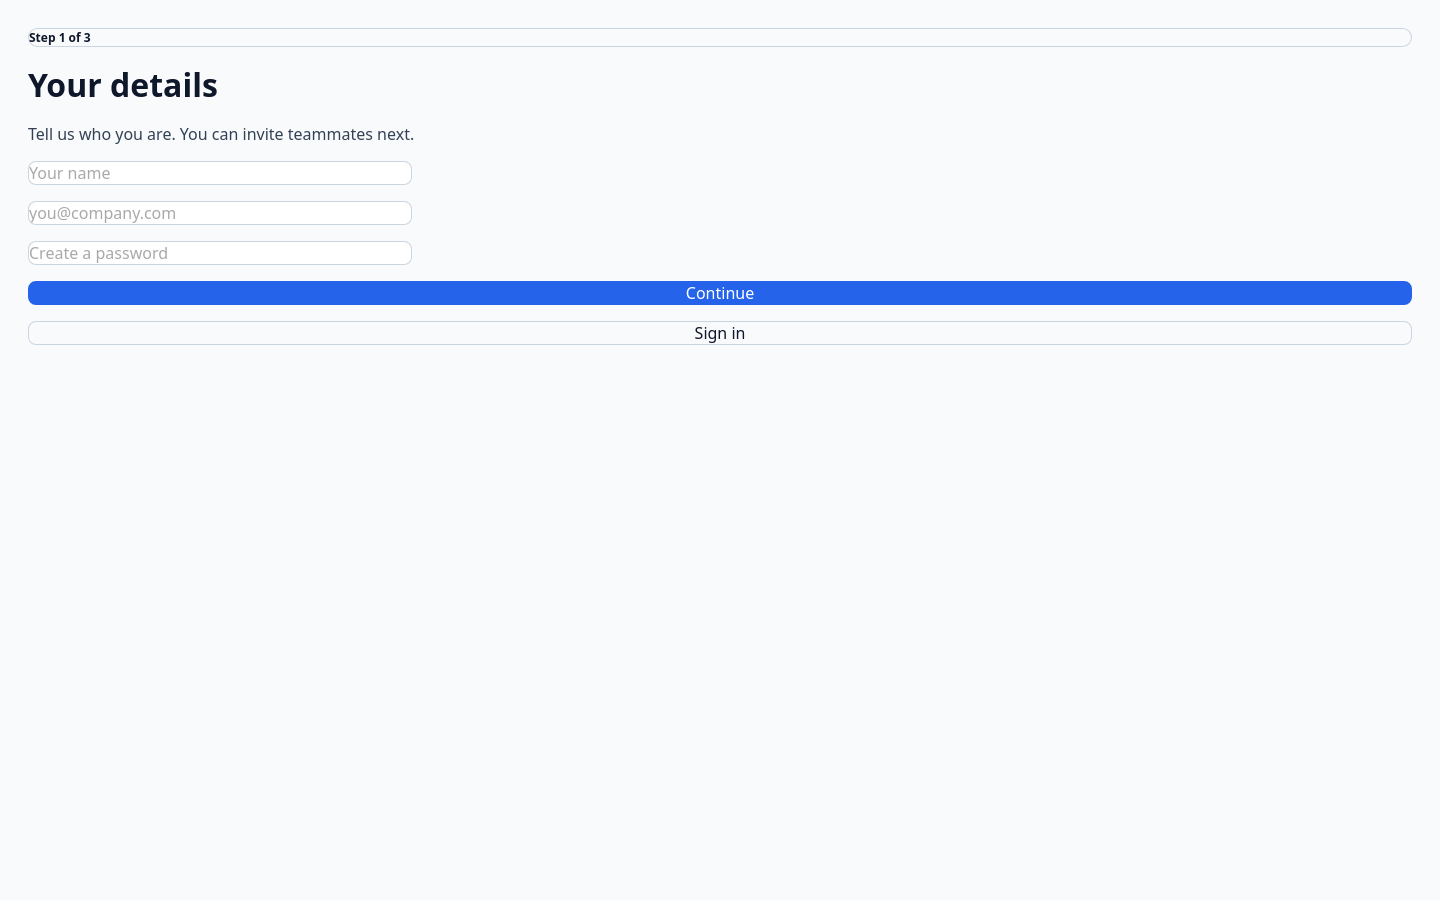 Step 1 of 3
Your details
Tell us who you are. You can invite teammates next.
Your name
you@company.com
Create a password
Continue
Sign in